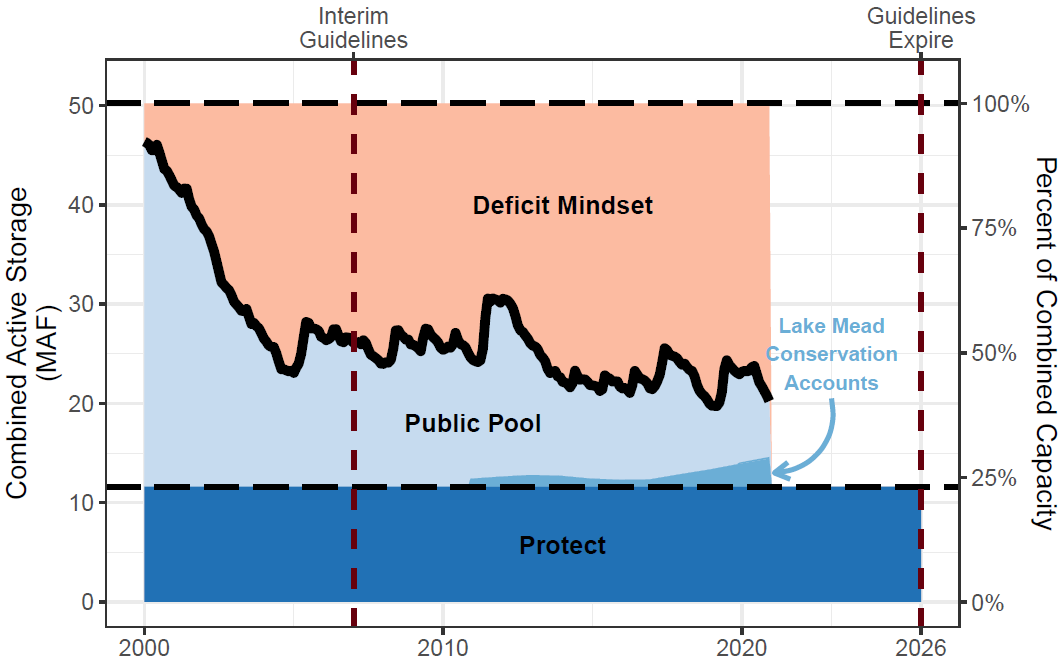 Interim
Guidelines
Guidelines
Expire
Combined Active Storage
(MAF)
50
40
30
20
10
0
100%
75%
50%
25%
0%
Percent of Combined Capacity
Deficit Mindset
Lake Mead
Conservation
Accounts
Public Pool
Protect
2000
2010
2020
2026